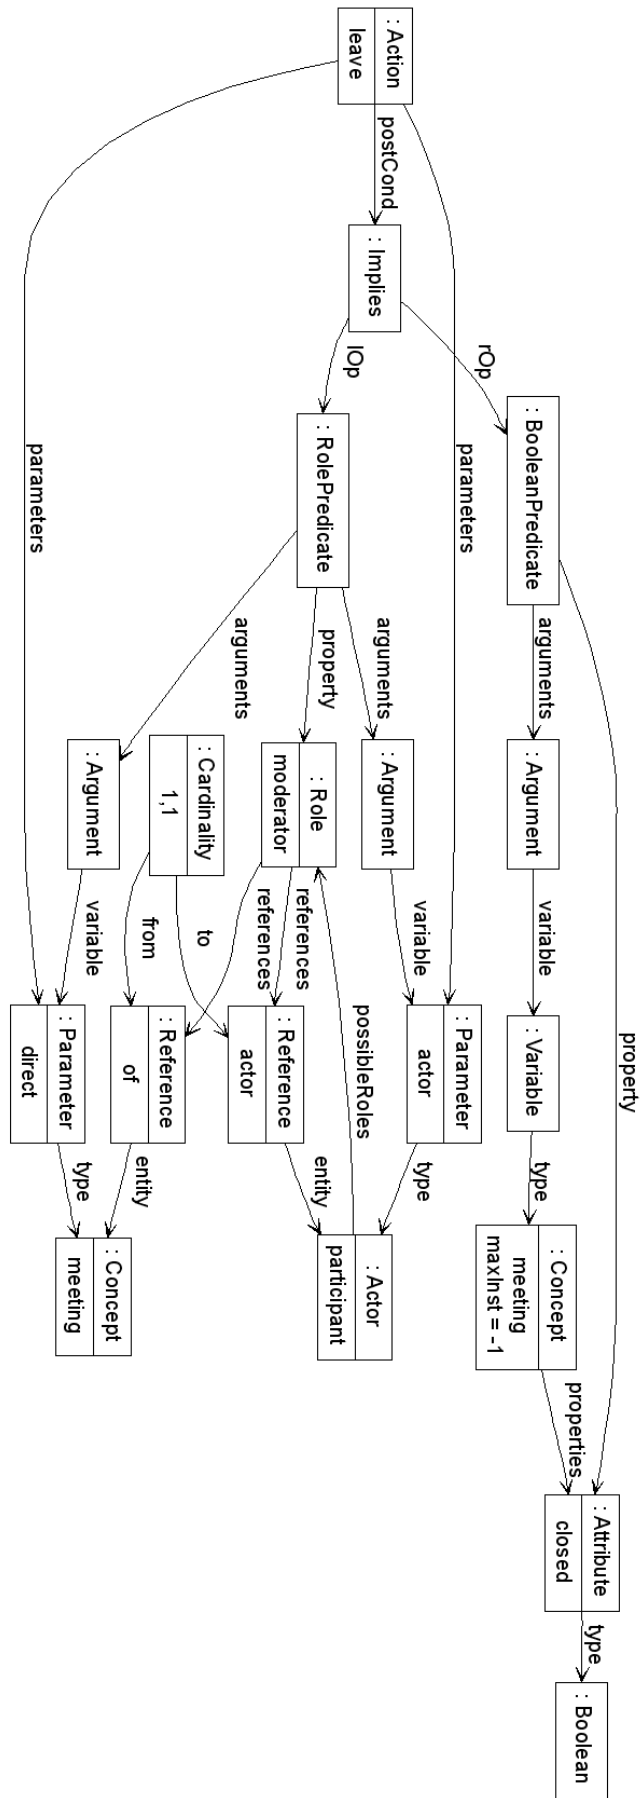 : Action
leave
postCond
: Implies
rOp
lOp
parameters
parameters
: BooleanPredicate
: RolePredicate
arguments
property
arguments
property
arguments
: Argument
: Argument
: Role
moderator
: Cardinality
1,1
: Argument
variable
variable
references
references
to
from
variable
possibleRoles
: Variable
: Parameter
actor
: Reference
actor
: Reference
of
: Parameter
direct
type
type
entity
entity
type
: Concept
meeting
maxInst = -1
: Actor
participant
: Concept
meeting
properties
: Attribute
closed
type
: Boolean